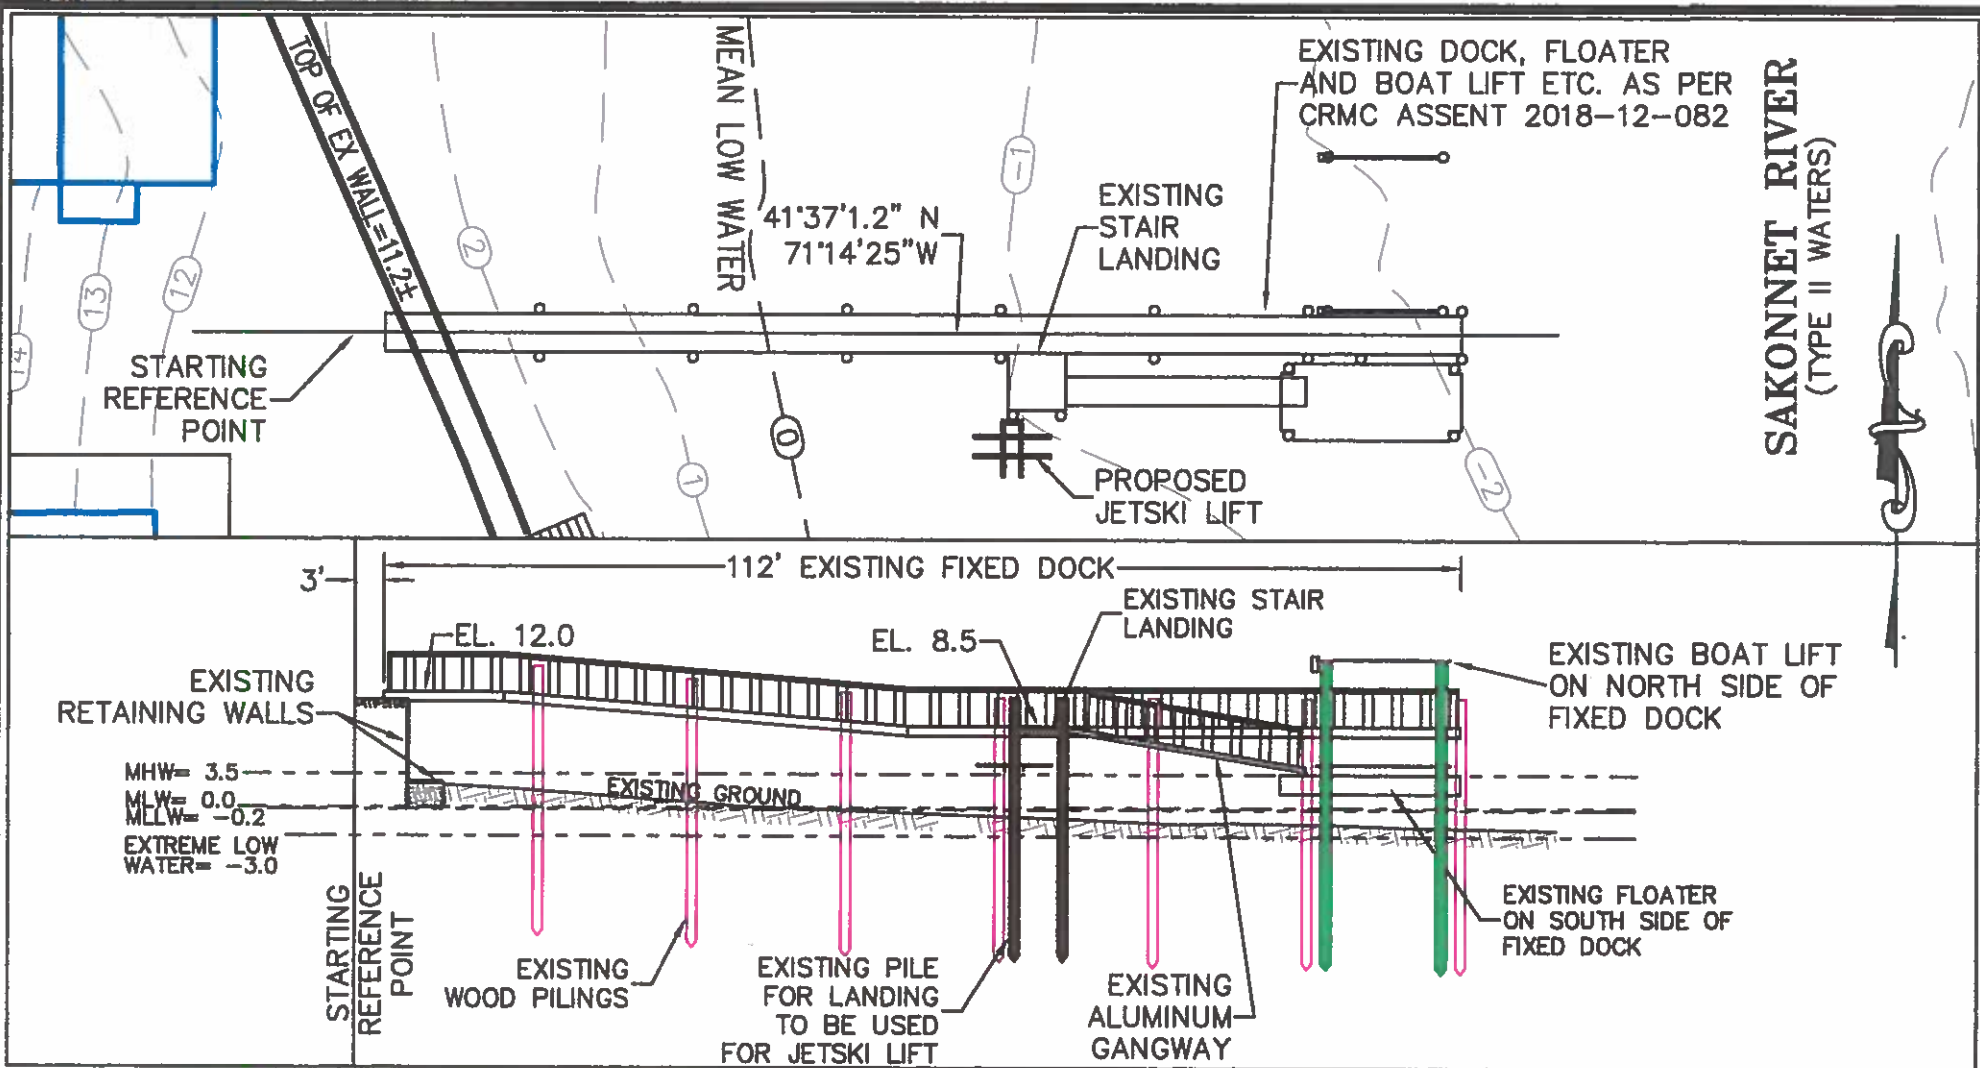 TOP OF EX WALL=11.2±
MEAN LOW WATER
EXISTING DOCK, FLOATER
AND BOAT LIFT ETC. AS PER
CRMC ASSENT 2018-12-082
SAKONNET RIVER
(TYPE II WATERS)
41°37'1.2" N
71°14'25"W
EXISTING
STAIR
LANDING
-1
2
13
12
14
STARTING
REFERENCE
POINT
0
1
-2
PROPOSED
JETSKI LIFT
3'
112' EXISTING FIXED DOCK
EL. 12.0
EL. 8.5
EXISTING STAIR
LANDING
EXISTING
RETAINING WALLS
EXISTING BOAT LIFT
ON NORTH SIDE OF
FIXED DOCK
MHW= 3.5
MLW= 0.0
MLLW= -0.2
EXTREME LOW
WATER= -3.0
EXISTING GROUND
STARTING
REFERENCE
POINT
EXISTING
WOOD PILINGS
EXISTING PILE
FOR LANDING
TO BE USED
FOR JETSKI LIFT
EXISTING
ALUMINUM
GANGWAY
EXISTING FLOATER
ON SOUTH SIDE OF
FIXED DOCK